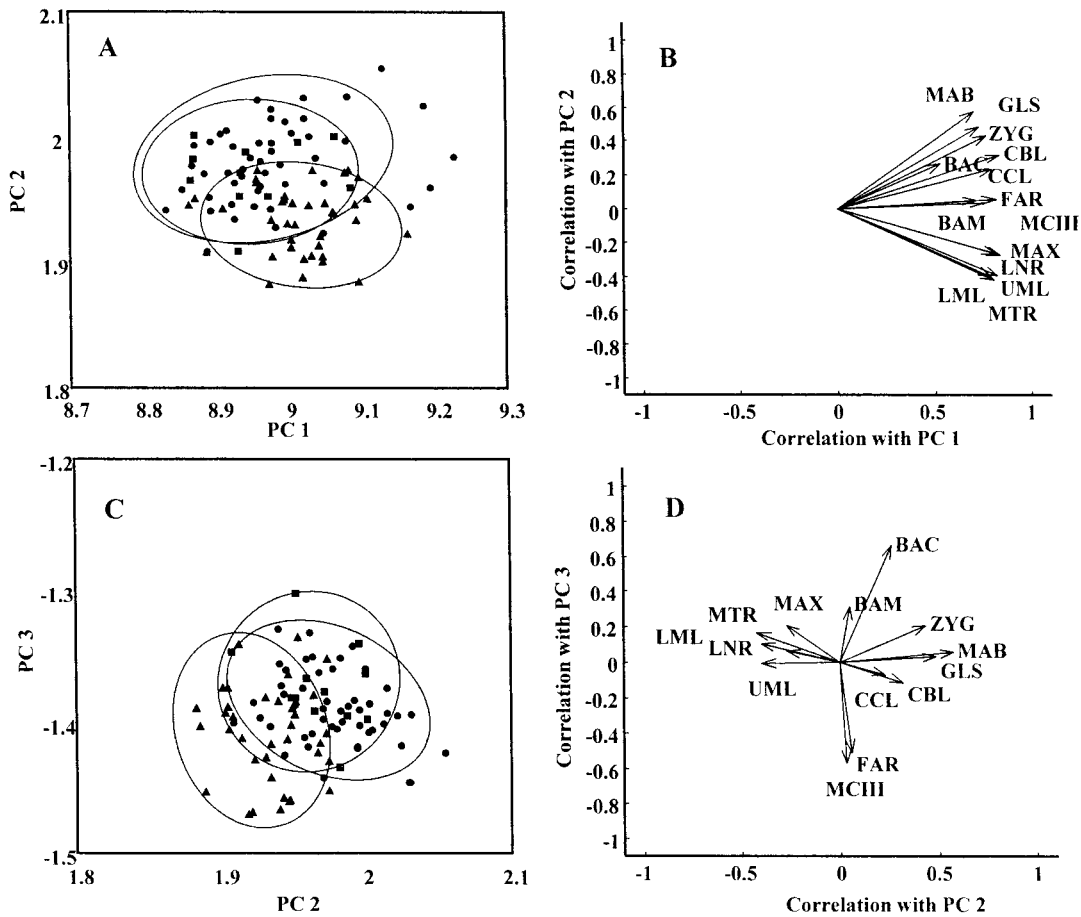 A
PC 2
2.1
2
1.9
1.8
8.7 8.8 8.9 9 9.1 9.2 9.3
PC 1
B
Correlation with PC 2
1
0.8
0.6
0.4
0.2
0
-0.2
-0.4
-0.6
-0.8
-1
MAB
GLS
ZYG
CBL
BAC
CCL
FAR
BAM
MCIII
MAX
LNR
UML
LML
MTR
-1 -0.5 0 0.5 1
Correlation with PC 1
C
PC 3
-1.2
-1.3
-1.4
-1.5
1.8 1.9 2 2.1
PC 2
D
Correlation with PC 3
1
0.8
0.6
0.4
0.2
0
-0.2
-0.4
-0.6
-0.8
-1
BAC
MAX
BAM
MTR
ZYG
LML
LNR
MAB
GLS
UML
CCL
CBL
FAR
MCIII
-1 -0.5 0 0.5 1
Correlation with PC 2